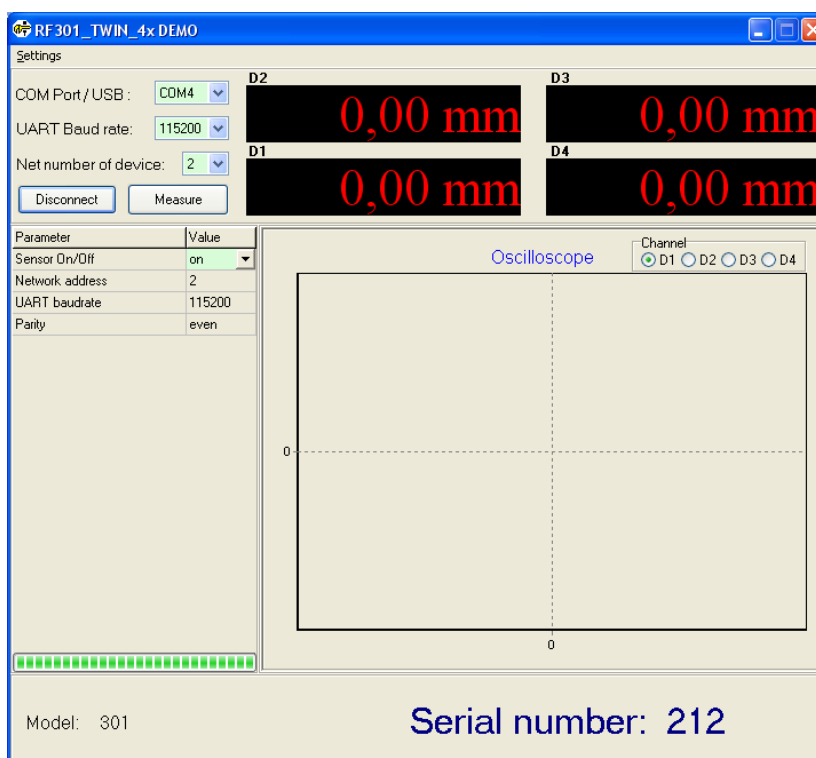 RF301_TWIN_4x DEMO
Settings
COM Port / USB : COM4
UART Baud rate: 115200
Net number of device: 2
Disconnect Measure
D2
0,00 mm
D3
0,00 mm
D1
0,00 mm
D4
0,00 mm
Parameter Value
Sensor On/Off on
Network address 2
UART baudrate 115200
Parity even
Oscilloscope
Channel
D1 D2 D3 D4
0
0
Model: 301
Serial number: 212